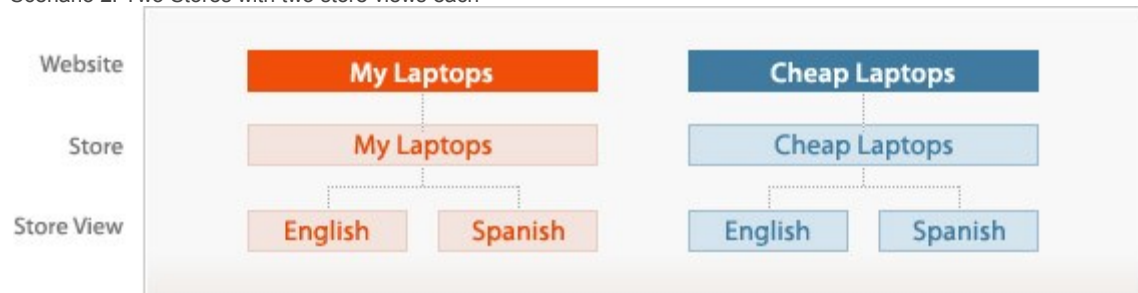 Scenario 2: Two Stores with two store views each
Website
My Laptops
Cheap Laptops
Store
My Laptops
Cheap Laptops
Store View
English
Spanish
English
Spanish